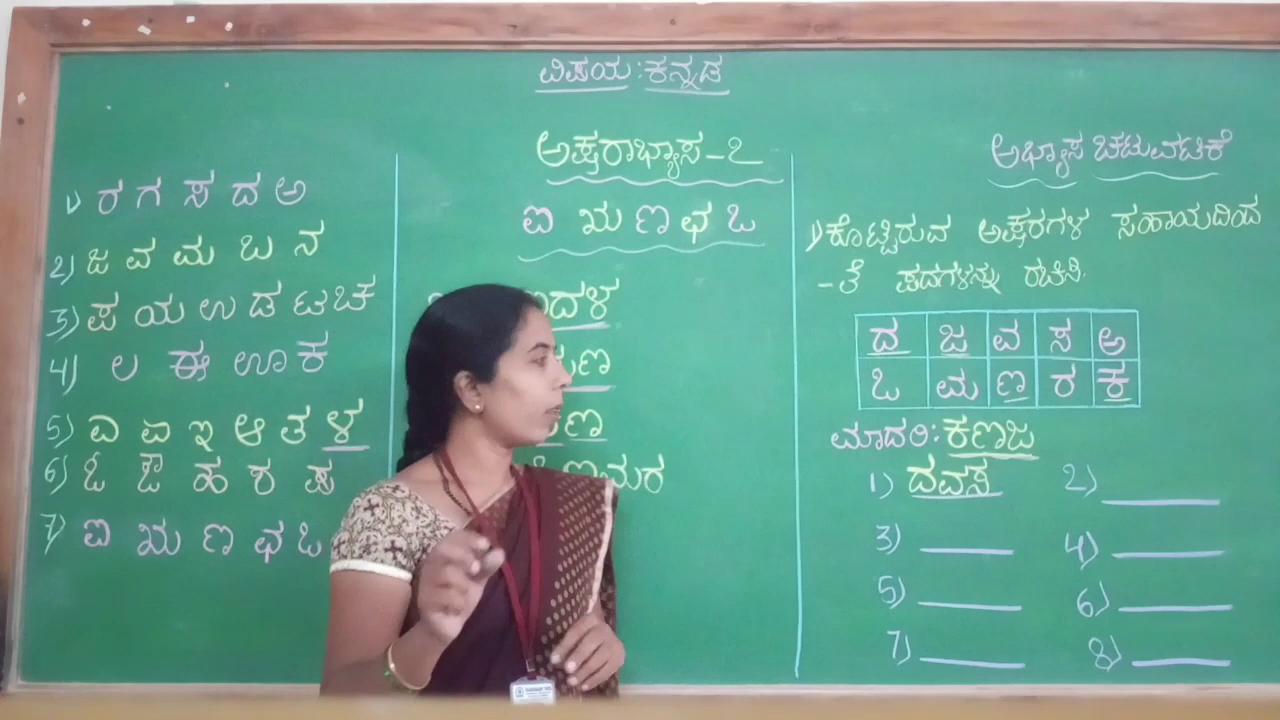 ವಿಷಯ: ಕನ್ನಡ
ಅಕ್ಷರಾಭ್ಯಾಸ - ೭
ಐ ಋ ಣ ಛ ಓ
1) ರ ಗ ಸ ದ ಅ
2) ಜ ವ ಮ ಬ ನ
3) ಪ ಯ ಉ ಡ ಟ ಚ
4) ಲ ಈ ಊ ಕ
5) ಎ ಏ ಇ ಆ ತ ಳ
6) ಓ ಔ ಹ ಶ ಷ
7) ಐ ಋ ಣ ಛ ಓ
ದಳ
ಣ
ಣ
ಅಭ್ಯಾಸ ಚಟುವಟಿಕೆ
1) ಕೊಟ್ಟಿರುವ ಅಕ್ಷರಗಳ ಸಹಾಯದಿಂದ
ಪದಗಳನ್ನು ರಚಿಸಿ.
ದ ಜ ವ ಸ ಅ
ಒ ಮ ಣ ರ ಕ
ಮಾದರಿ: ಕಣಜ
1) ದವಸ 2)
3) 4)
5) 6)
7) 8)